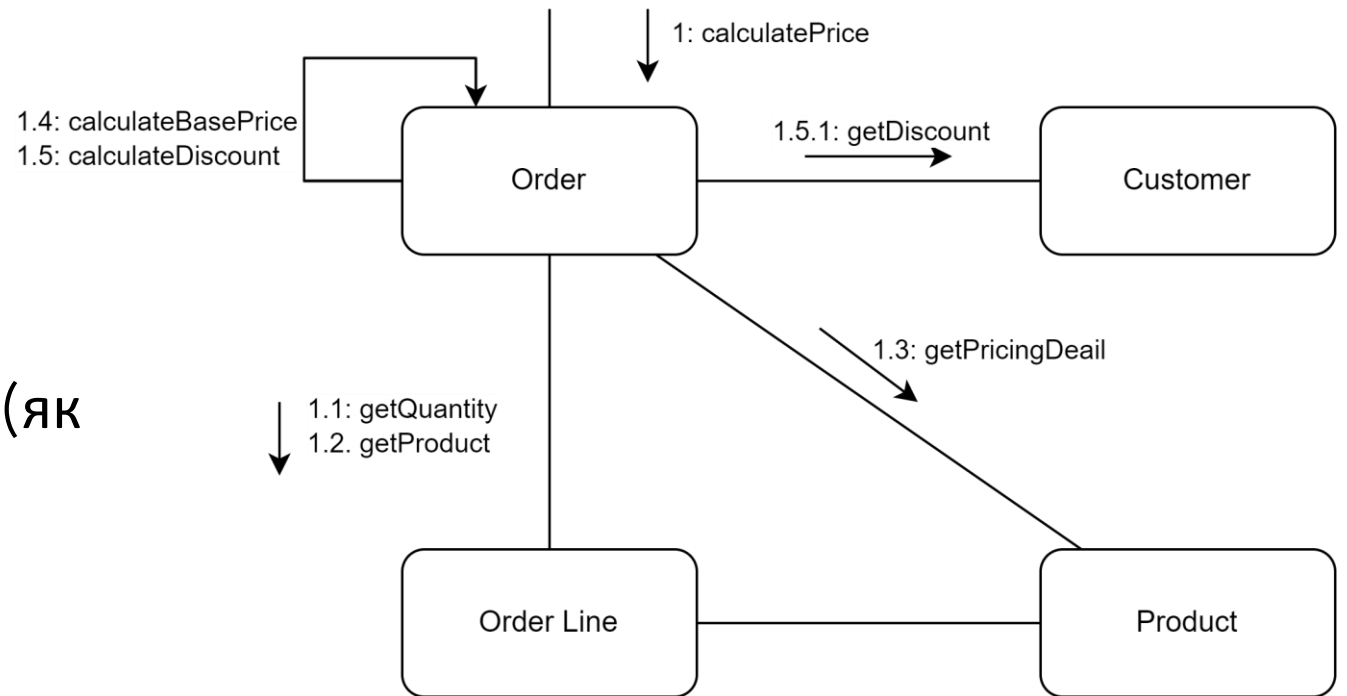 1: calculatePrice
1.4: calculateBasePrice
1.5: calculateDiscount
1.5.1: getDiscount
Order
Customer
1.3: getPricingDeail
(як
1.1: getQuantity
1.2. getProduct
Order Line
Product